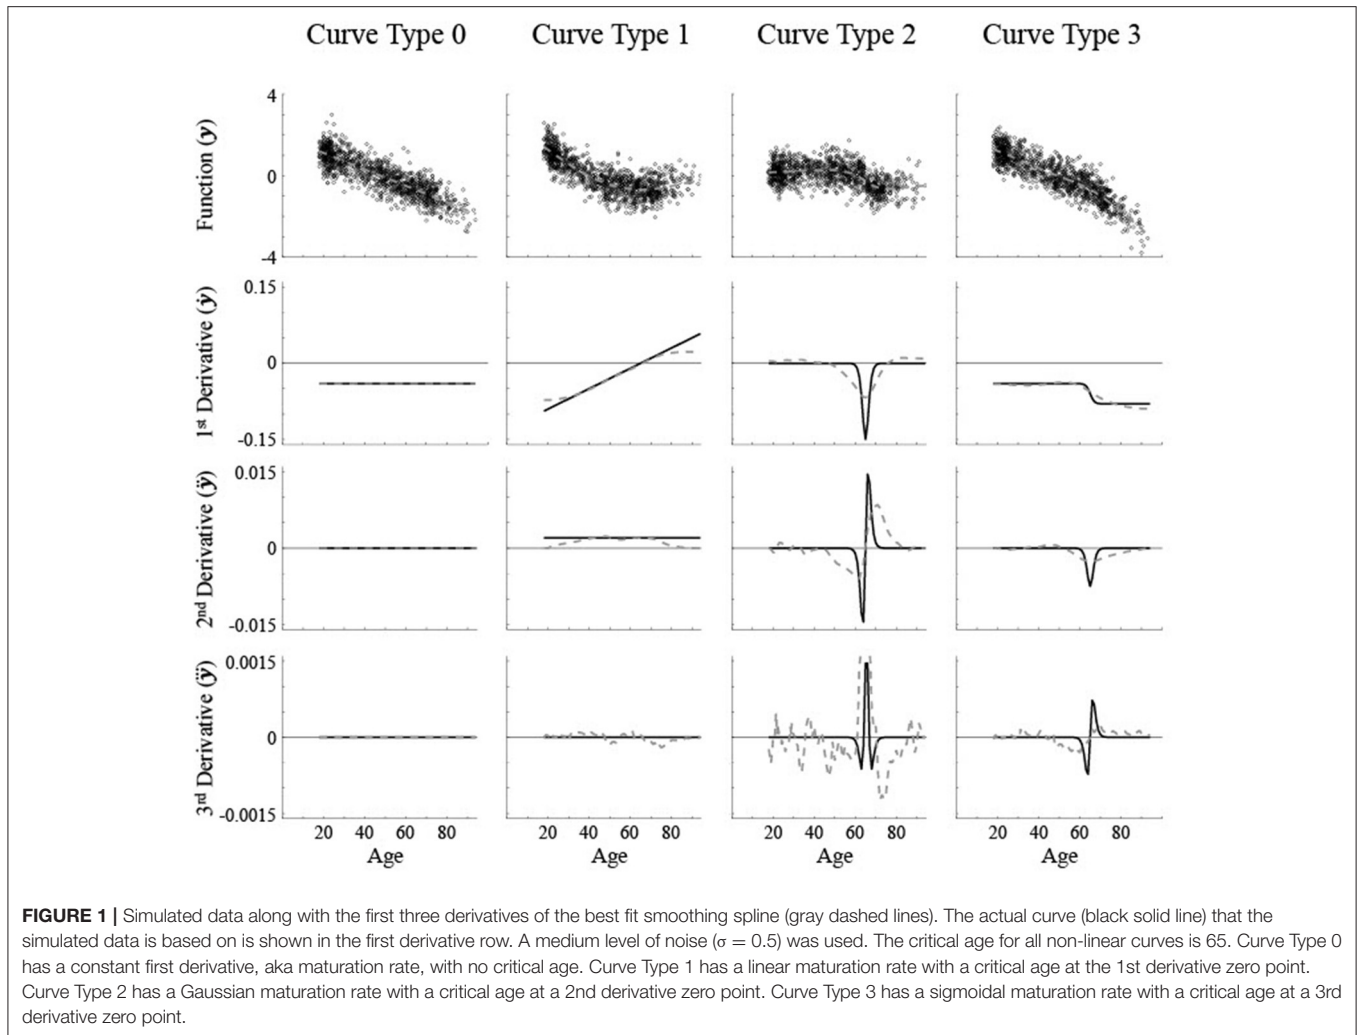 Curve Type 0 Curve Type 1 Curve Type 2 Curve Type 3
Function (y)
4
0
-4
1st Derivative (ẏ)
0.15
0
-0.15
2nd Derivative (ÿ)
0.015
0
-0.015
3rd Derivative (y⃛)
0.0015
0
-0.0015
20 40 60 80 20 40 60 80 20 40 60 80 20 40 60 80
Age Age Age Age
FIGURE 1 | Simulated data along with the first three derivatives of the best fit smoothing spline (gray dashed lines). The actual curve (black solid line) that the
simulated data is based on is shown in the first derivative row. A medium level of noise (σ = 0.5) was used. The critical age for all non-linear curves is 65. Curve Type 0
has a constant first derivative, aka maturation rate, with no critical age. Curve Type 1 has a linear maturation rate with a critical age at the 1st derivative zero point.
Curve Type 2 has a Gaussian maturation rate with a critical age at a 2nd derivative zero point. Curve Type 3 has a sigmoidal maturation rate with a critical age at a 3rd
derivative zero point.